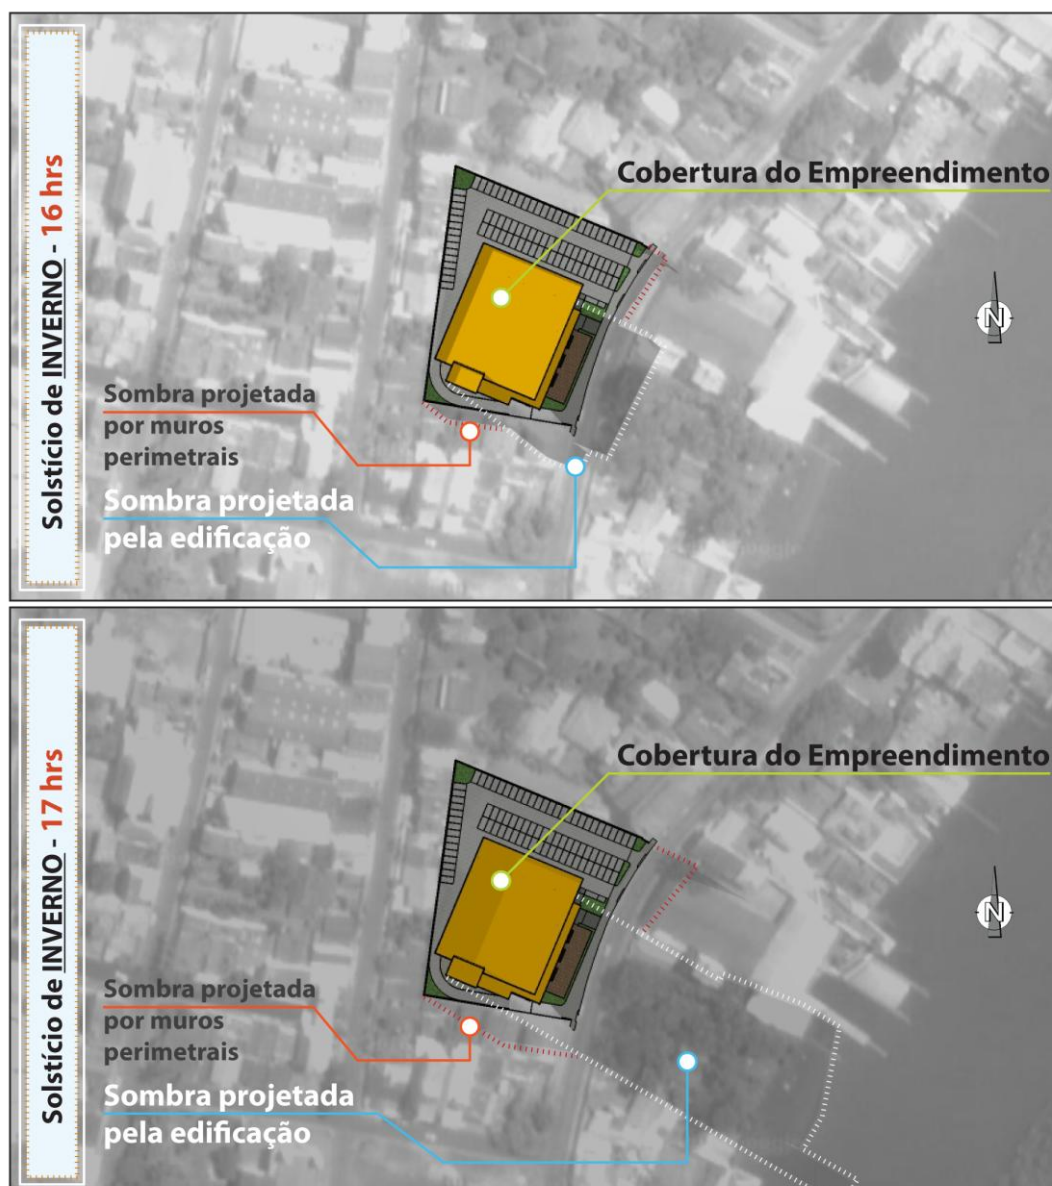 Solstício de INVERNO - 16 hrs
Cobertura do Empreendimento
N
Sombra projetada
por muros
perimetrais
Sombra projetada
pela edificação
Solstício de INVERNO - 17 hrs
Cobertura do Empreendimento
N
Sombra projetada
por muros
perimetrais
Sombra projetada
pela edificação